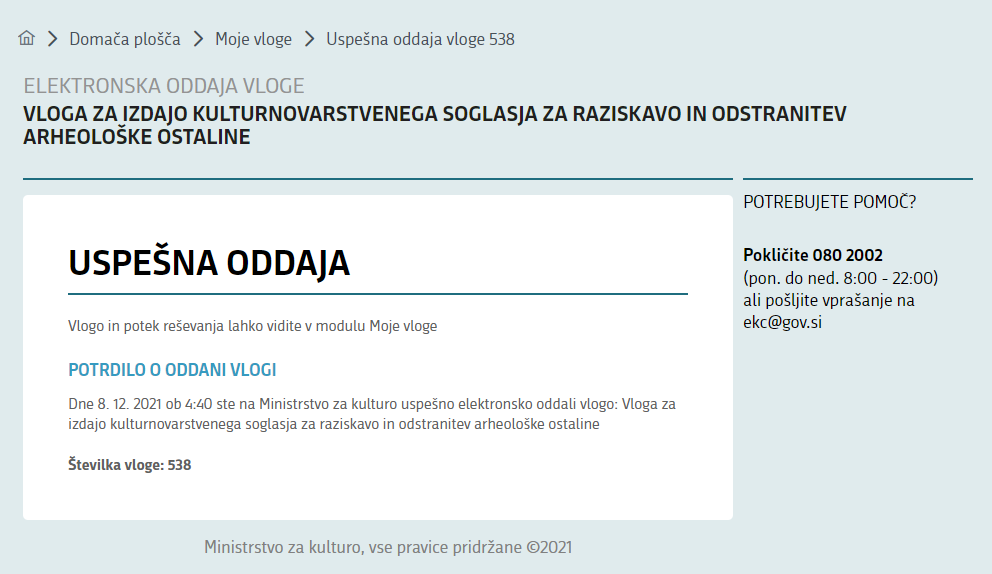 Domača plošča > Moje vloge > Uspešna oddaja vloge 538
ELEKTRONSKA ODDAJA VLOGE
VLOGA ZA IZDAJO KULTURNOVARSTVENEGA SOGLASJA ZA RAZISKAVO IN ODSTRANITEV
ARHEOLOŠKE OSTALINE
USPEŠNA ODDAJA
Vlogo in potek reševanja lahko vidite v modulu Moje vloge
POTRDILO O ODDANI VLOGI
Dne 8. 12. 2021 ob 4:40 ste na Ministrstvo za kulturo uspešno elektronsko oddali vlogo: Vloga za
izdajo kulturnovarstvenega soglasja za raziskavo in odstranitev arheološke ostaline
Številka vloge: 538
POTREBUJETE POMOČ?
Pokličite 080 2002
(pon. do ned. 8:00 - 22:00)
ali pošljite vprašanje na
ekc@gov.si
Ministrstvo za kulturo, vse pravice pridržane ©2021